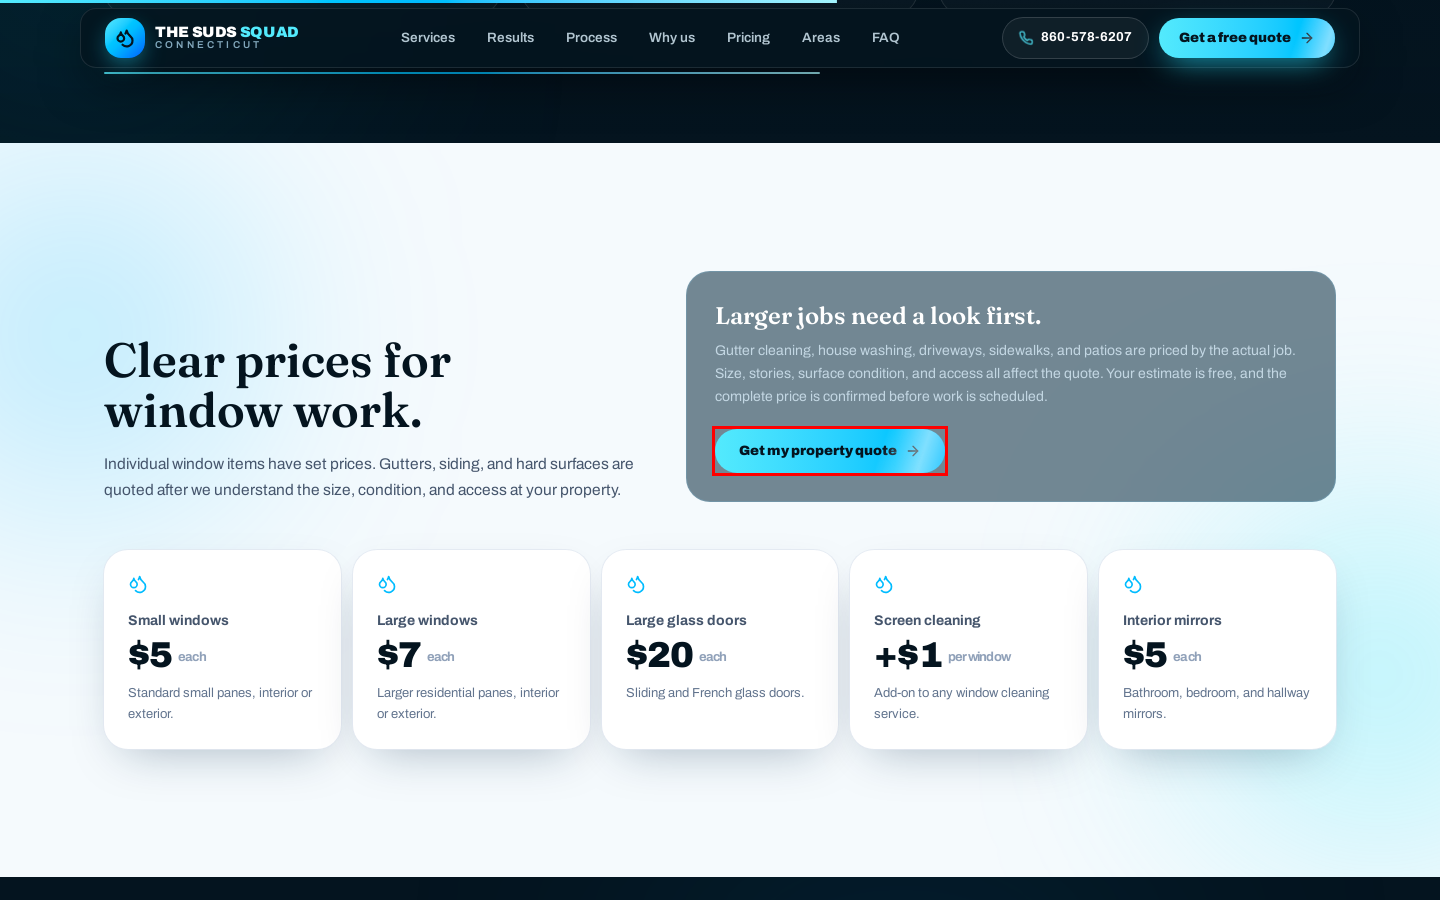 THE SUDS SQUAD
CONNECTICUT
Services
Results
Process
Why us
Pricing
Areas
FAQ
860-578-6207
Get a free quote
Clear prices for
window work.
Individual window items have set prices. Gutters, siding, and hard surfaces are
quoted after we understand the size, condition, and access at your property.
Larger jobs need a look first.
Gutter cleaning, house washing, driveways, sidewalks, and patios are priced by the actual job.
Size, stories, surface condition, and access all affect the quote. Your estimate is free, and the
complete price is confirmed before work is scheduled.
Get my property quote
Small windows
$5 each
Standard small panes, interior or
exterior.
Large windows
$7 each
Larger residential panes, interior
or exterior.
Large glass doors
$20 each
Sliding and French glass doors.
Screen cleaning
+$1 per window
Add-on to any window cleaning
service.
Interior mirrors
$5 each
Bathroom, bedroom, and hallway
mirrors.